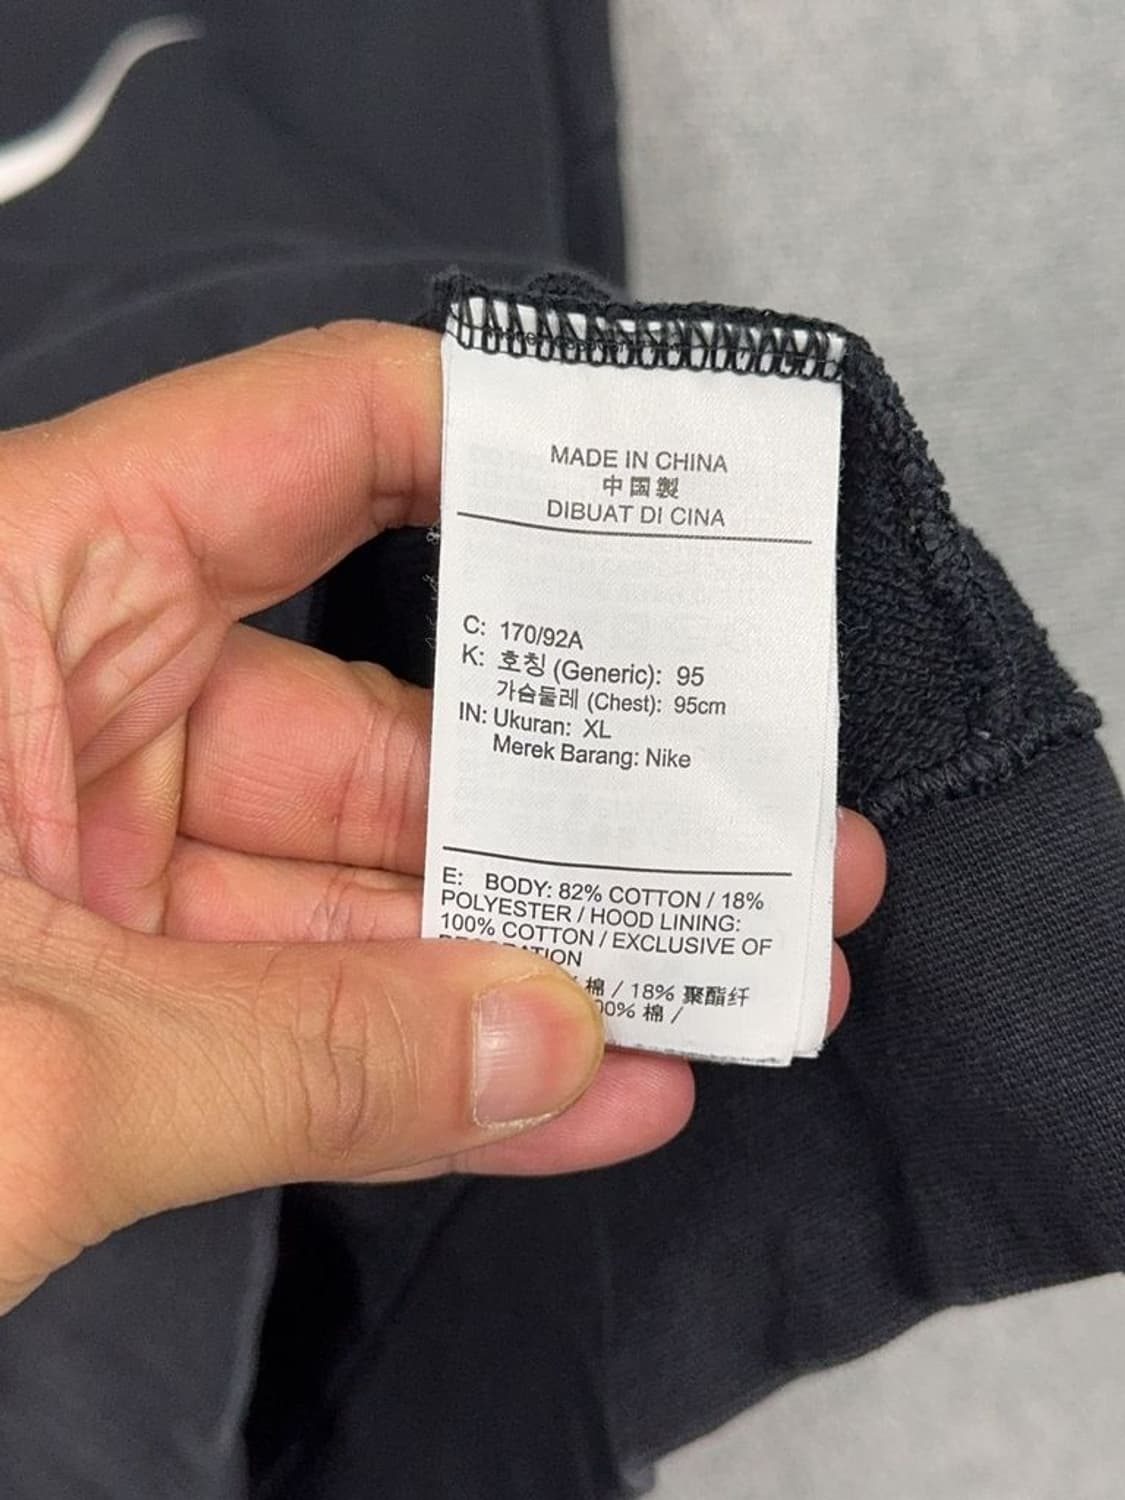 MADE IN CHINA
中国製
DIBUAT DI CINA
C: 170/92A
K: 호칭 (Generic): 95
가슴둘레 (Chest): 95cm
IN: Ukuran: XL
Merek Barang: Nike
E: BODY: 82% COTTON / 18%
POLYESTER / HOOD LINING:
100% COTTON / EXCLUSIVE OF
棉 / 18% 聚酯纤
棉 /